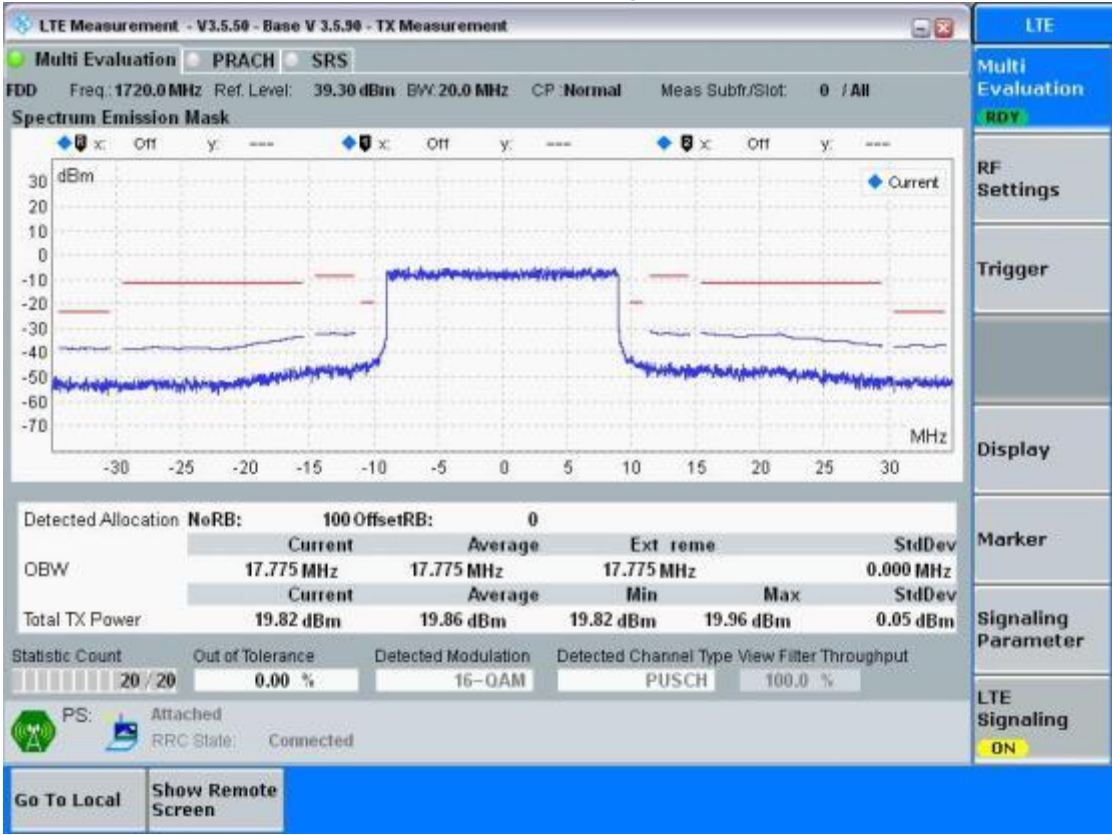 LTE Measurement - V3.5.50 - Base V 3.5.90 - TX Measurement
LTE
Multi Evaluation PRACH SRS
Multi Evaluation
RDY
FDD Freq.: 1720.0 MHz Ref. Level: 39.30 dBm BW: 20.0 MHz CP :Normal Meas Subfr./Slot: 0 / All
Spectrum Emission Mask
x: Off y: --- x: Off y: --- x: Off y: ---
dBm
Current
30
20
10
0
-10
-20
-30
-40
-50
-60
-70
MHz
-30 -25 -20 -15 -10 -5 0 5 10 15 20 25 30
RF Settings
Trigger
Display
Marker
Signaling Parameter
LTE Signaling
ON
Detected Allocation NoRB: 100 OffsetRB: 0
Current Average Ext reme StdDev
OBW 17.775 MHz 17.775 MHz 17.775 MHz 0.000 MHz
Current Average Min Max StdDev
Total TX Power 19.82 dBm 19.86 dBm 19.82 dBm 19.96 dBm 0.05 dBm
Statistic Count Out of Tolerance Detected Modulation Detected Channel Type View Filter Throughput
20 / 20 0.00 % 16-QAM PUSCH 100.0 %
PS: Attached
RRC State: Connected
Go To Local Show Remote Screen